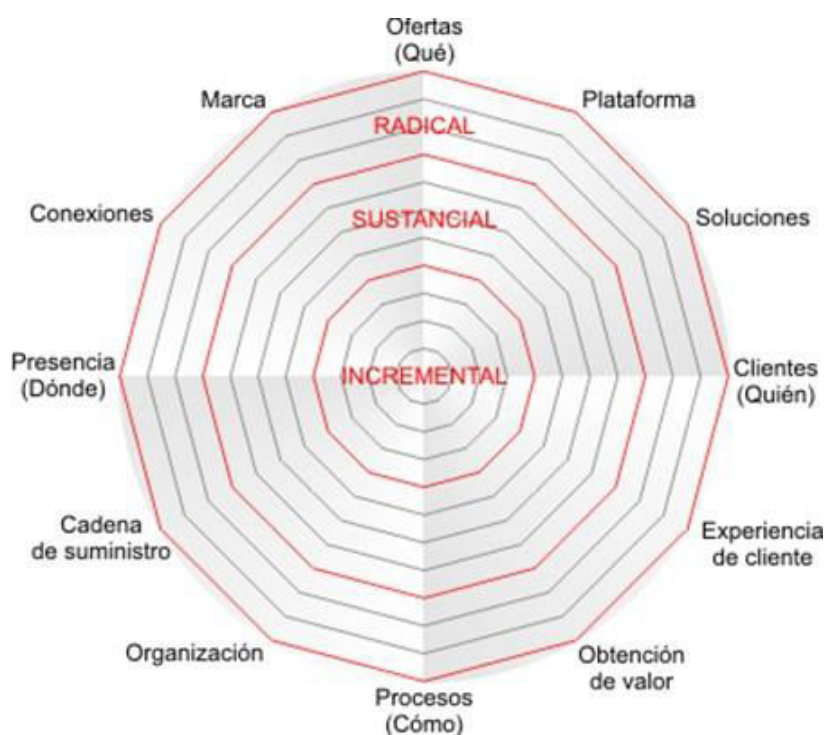 Ofertas
(Qué)
Marca
Plataforma
RADICAL
Conexiones
SUSTANCIAL
Soluciones
Presencia
(Dónde)
INCREMENTAL
Clientes
(Quién)
Cadena
de suministro
Experiencia
de cliente
Organización
Obtención
de valor
Procesos
(Cómo)